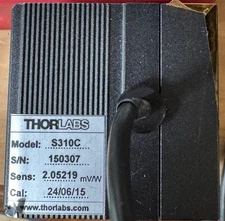 THORLABS
Model: S310C
S/N: 150307
Sens: 2.05219 mV/W
Cal: 24/06/15
www.thorlabs.com